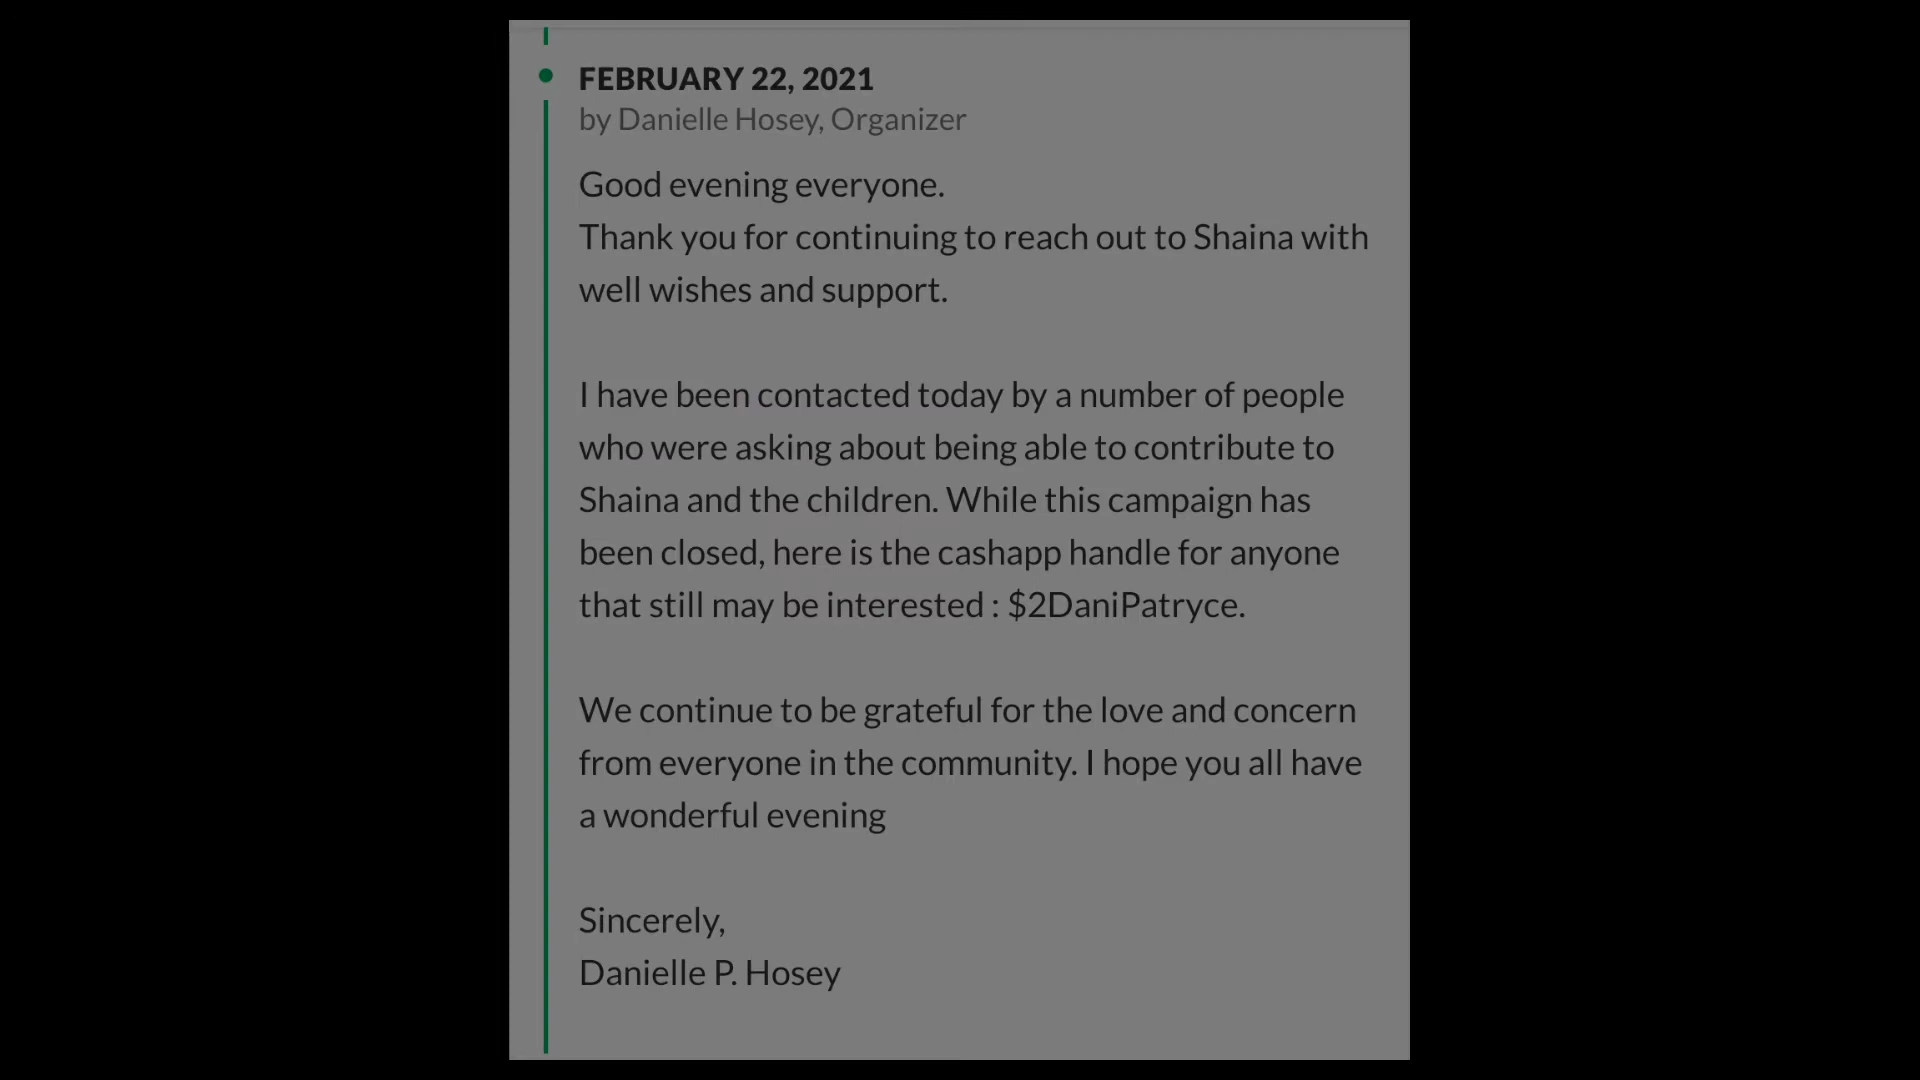 FEBRUARY 22, 2021
by Danielle Hosey, Organizer
Good evening everyone.
Thank you for continuing to reach out to Shaina with
well wishes and support.
I have been contacted today by a number of people
who were asking about being able to contribute to
Shaina and the children. While this campaign has
been closed, here is the cashapp handle for anyone
that still may be interested : $2DaniPatryce.
We continue to be grateful for the love and concern
from everyone in the community. I hope you all have
a wonderful evening
Sincerely,
Danielle P. Hosey